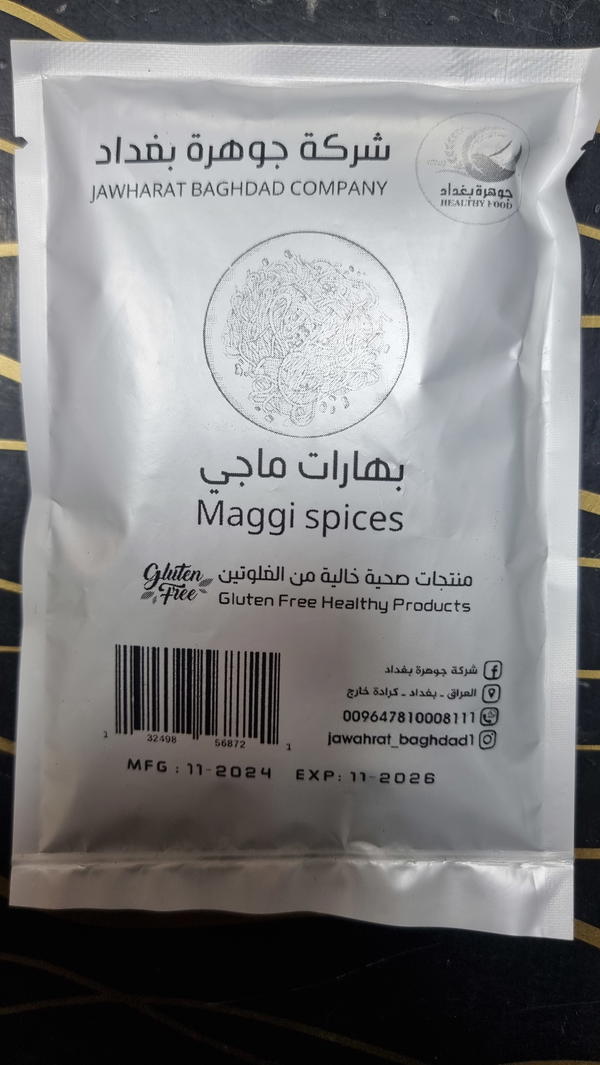 شركة جوهرة بغداد
JAWHARAT BAGHDAD COMPANY
جوهرة بغداد
HEALTHY FOOD
بهارات ماجي
Maggi spices
Gluten Free
منتجات صحية خالية من الغلوتين
Gluten Free Healthy Products
شركة جوهرة بغداد
العراق - بغداد - كرادة خارج
009647810008111
jawahrat_baghdad1
1 32498 56872 1
MFG : 11-2024 EXP: 11-2026